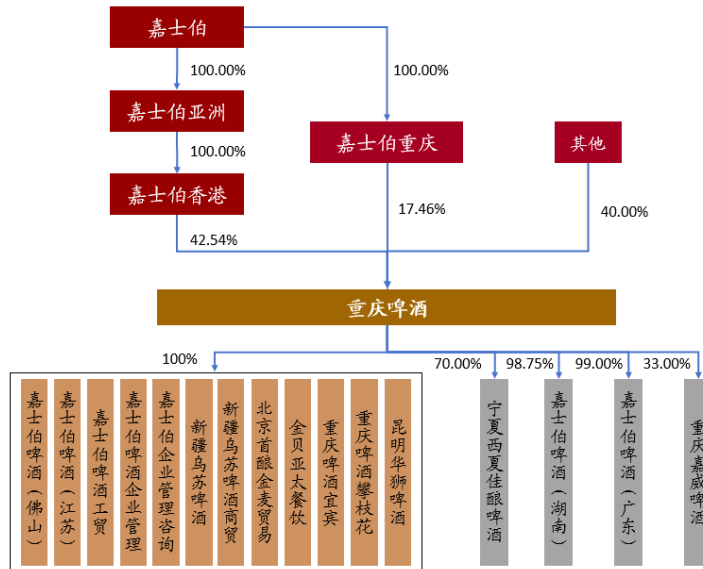 嘉士伯
100.00%
100.00%
嘉士伯亚洲
100.00%
嘉士伯重庆
其他
嘉士伯香港
42.54%
17.46%
40.00%
重庆啤酒
100%
70.00%
98.75%
99.00%
33.00%
嘉士伯啤酒（佛山）
嘉士伯啤酒（江苏）
嘉士伯啤酒工贸
嘉士伯啤酒企业管理
嘉士伯企业管理咨询
新疆乌苏啤酒
新疆乌苏啤酒商贸
北京首酿金麦贸易
金贝亚太餐饮
重庆啤酒宜宾
重庆啤酒攀枝花
昆明华狮啤酒
宁夏西夏佳酿啤酒
嘉士伯啤酒（湖南）
嘉士伯啤酒（广东）
重庆嘉威啤酒